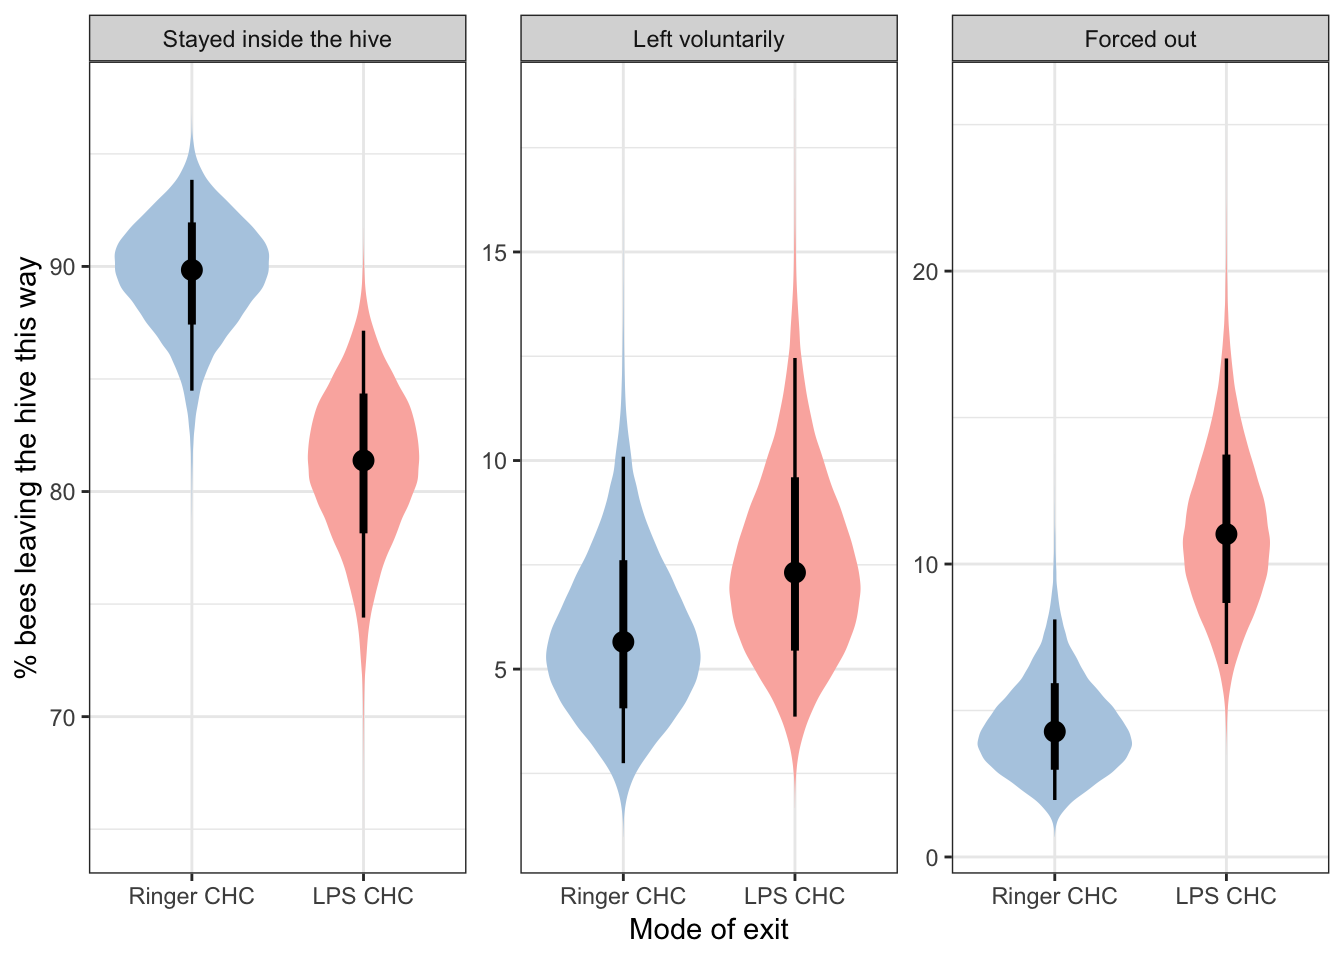 Stayed inside the hive
Left voluntarily
Forced out
% bees leaving the hive this way
90
80
70
15
10
5
20
10
0
Ringer CHC
LPS CHC
Ringer CHC
LPS CHC
Ringer CHC
LPS CHC
Mode of exit